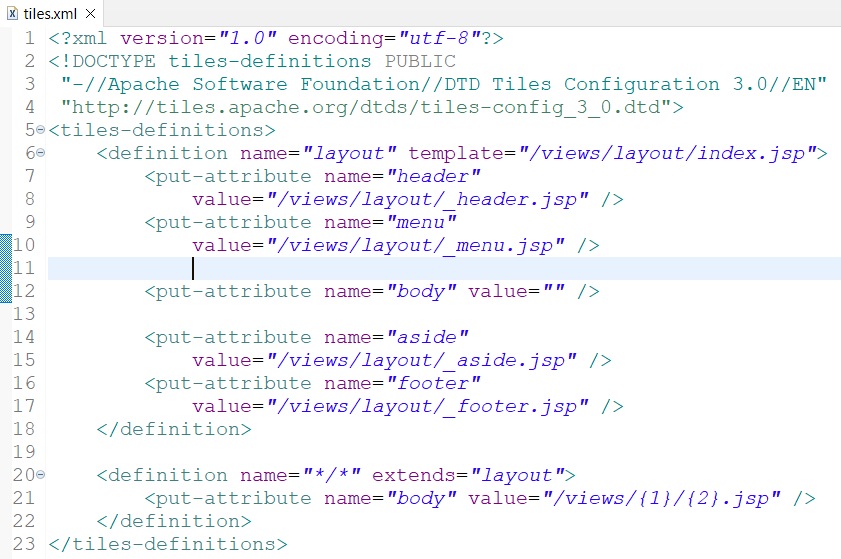 tiles.xml
1 <?xml version="1.0" encoding="utf-8"?>
2 <!DOCTYPE tiles-definitions PUBLIC
3  "-//Apache Software Foundation//DTD Tiles Configuration 3.0//EN"
4  "http://tiles.apache.org/dtds/tiles-config_3_0.dtd">
5 <tiles-definitions>
6     <definition name="layout" template="/views/layout/index.jsp">
7         <put-attribute name="header"
8             value="/views/layout/_header.jsp" />
9         <put-attribute name="menu"
10             value="/views/layout/_menu.jsp" />
11
12         <put-attribute name="body" value="" />
13
14         <put-attribute name="aside"
15             value="/views/layout/_aside.jsp" />
16         <put-attribute name="footer"
17             value="/views/layout/_footer.jsp" />
18     </definition>
19
20     <definition name="*/*" extends="layout">
21         <put-attribute name="body" value="/views/{1}/{2}.jsp" />
22     </definition>
23 </tiles-definitions>